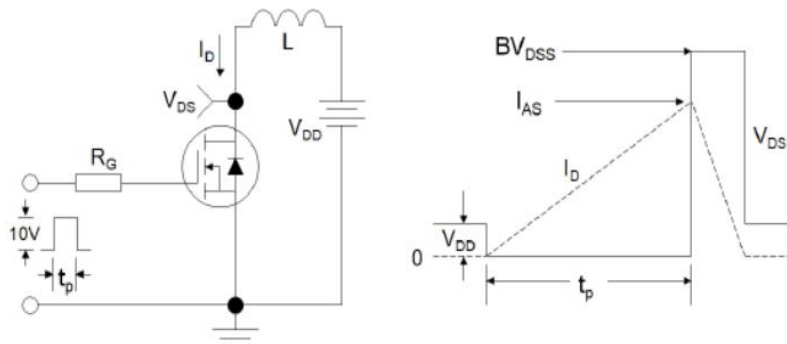 I_D
L
V_DS
V_DD
R_G
10V
t_p
BV_DSS
I_AS
V_DS
I_D
V_DD
0
t_p